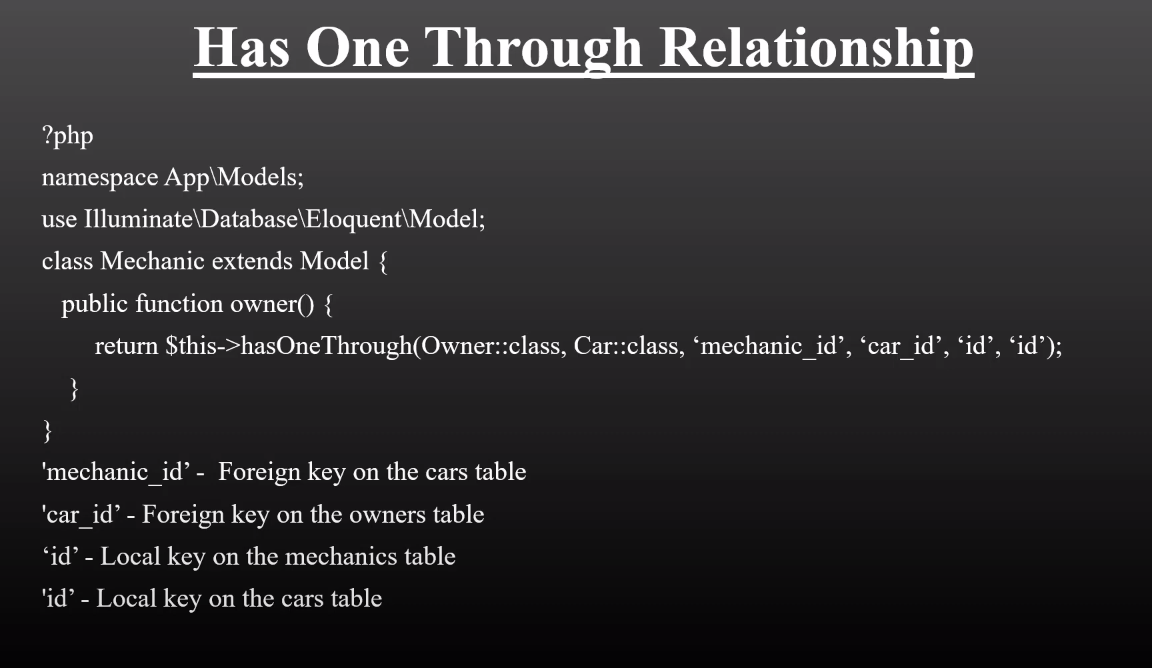 Has One Through Relationship
?php
namespace App\Models;
use Illuminate\Database\Eloquent\Model;
class Mechanic extends Model {
public function owner() {
return $this->hasOneThrough(Owner::class, Car::class, ‘mechanic_id’, ‘car_id’, ‘id’, ‘id’);
}
}
'mechanic_id’ -  Foreign key on the cars table
'car_id’ - Foreign key on the owners table
‘id’ - Local key on the mechanics table
'id’ - Local key on the cars table